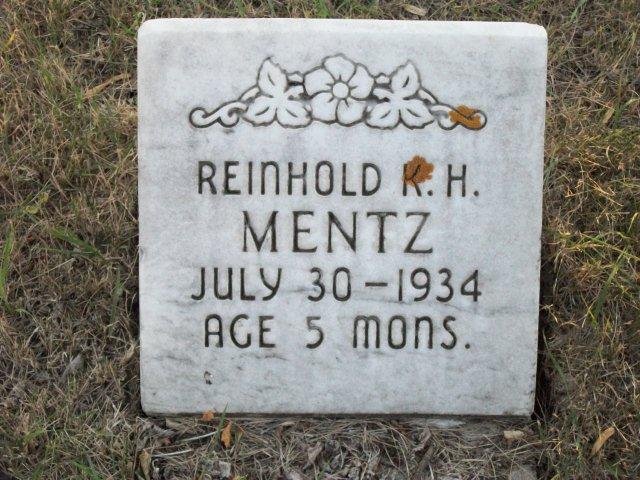 REINHOLD R. H.
MENTZ
JULY 30 – 1934
AGE 5 MONS.